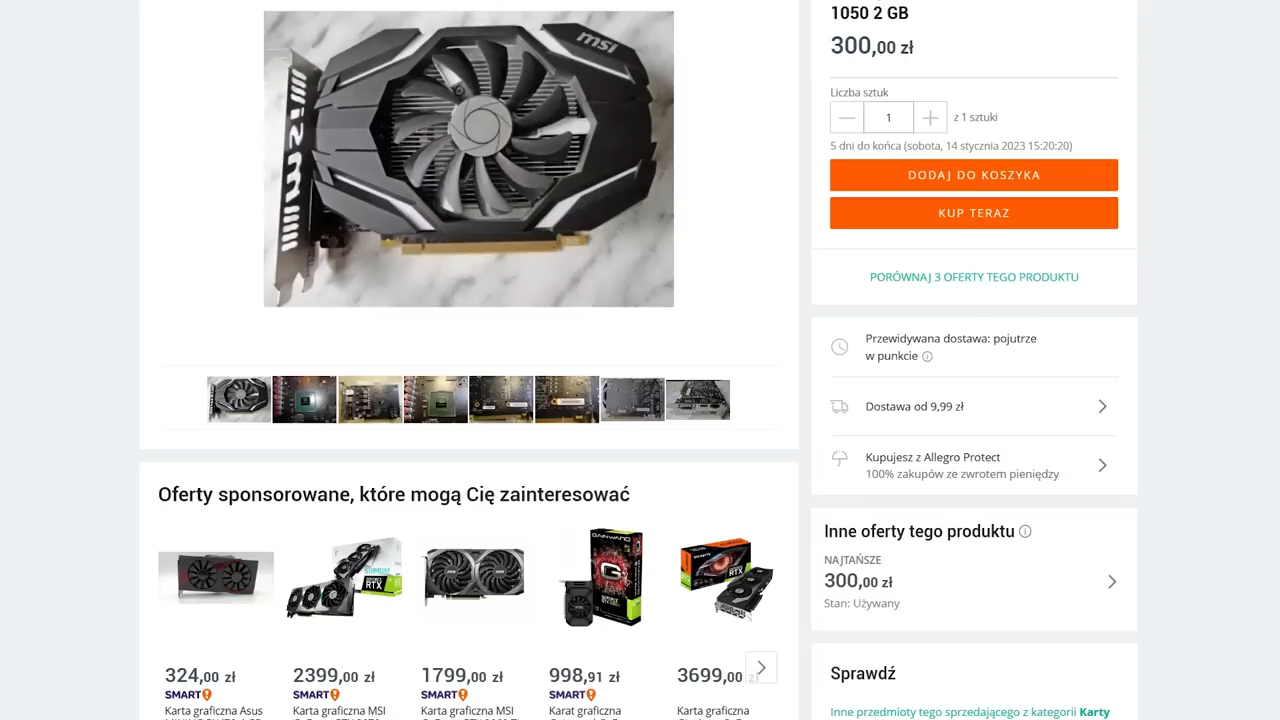 msi
msi
1050 2 GB
300,00 zł
Liczba sztuk
1
z 1 sztuki
5 dni do końca (sobota, 14 stycznia 2023 15:20:20)
DODAJ DO KOSZYKA
KUP TERAZ
PORÓWNAJ 3 OFERTY TEGO PRODUKTU
Przewidywana dostawa: pojutrze
w punkcie
Dostawa od 9,99 zł
Kupujesz z Allegro Protect
100% zakupów ze zwrotem pieniędzy
Inne oferty tego produktu
NAJTAŃSZE
300,00 zł
Stan: Używany
Sprawdź
Inne przedmioty tego sprzedającego z kategorii Karty
Oferty sponsorowane, które mogą Cię zainteresować
GAINWARD
G
RTX
324,00 zł
2399,00 zł
1799,00 zł
998,91 zł
3699,00 zł
SMART!
SMART!
SMART!
SMART!
Karta graficzna Asus
Karta graficzna MSI
Karta graficzna MSI
Karat graficzna
Karta graficzna